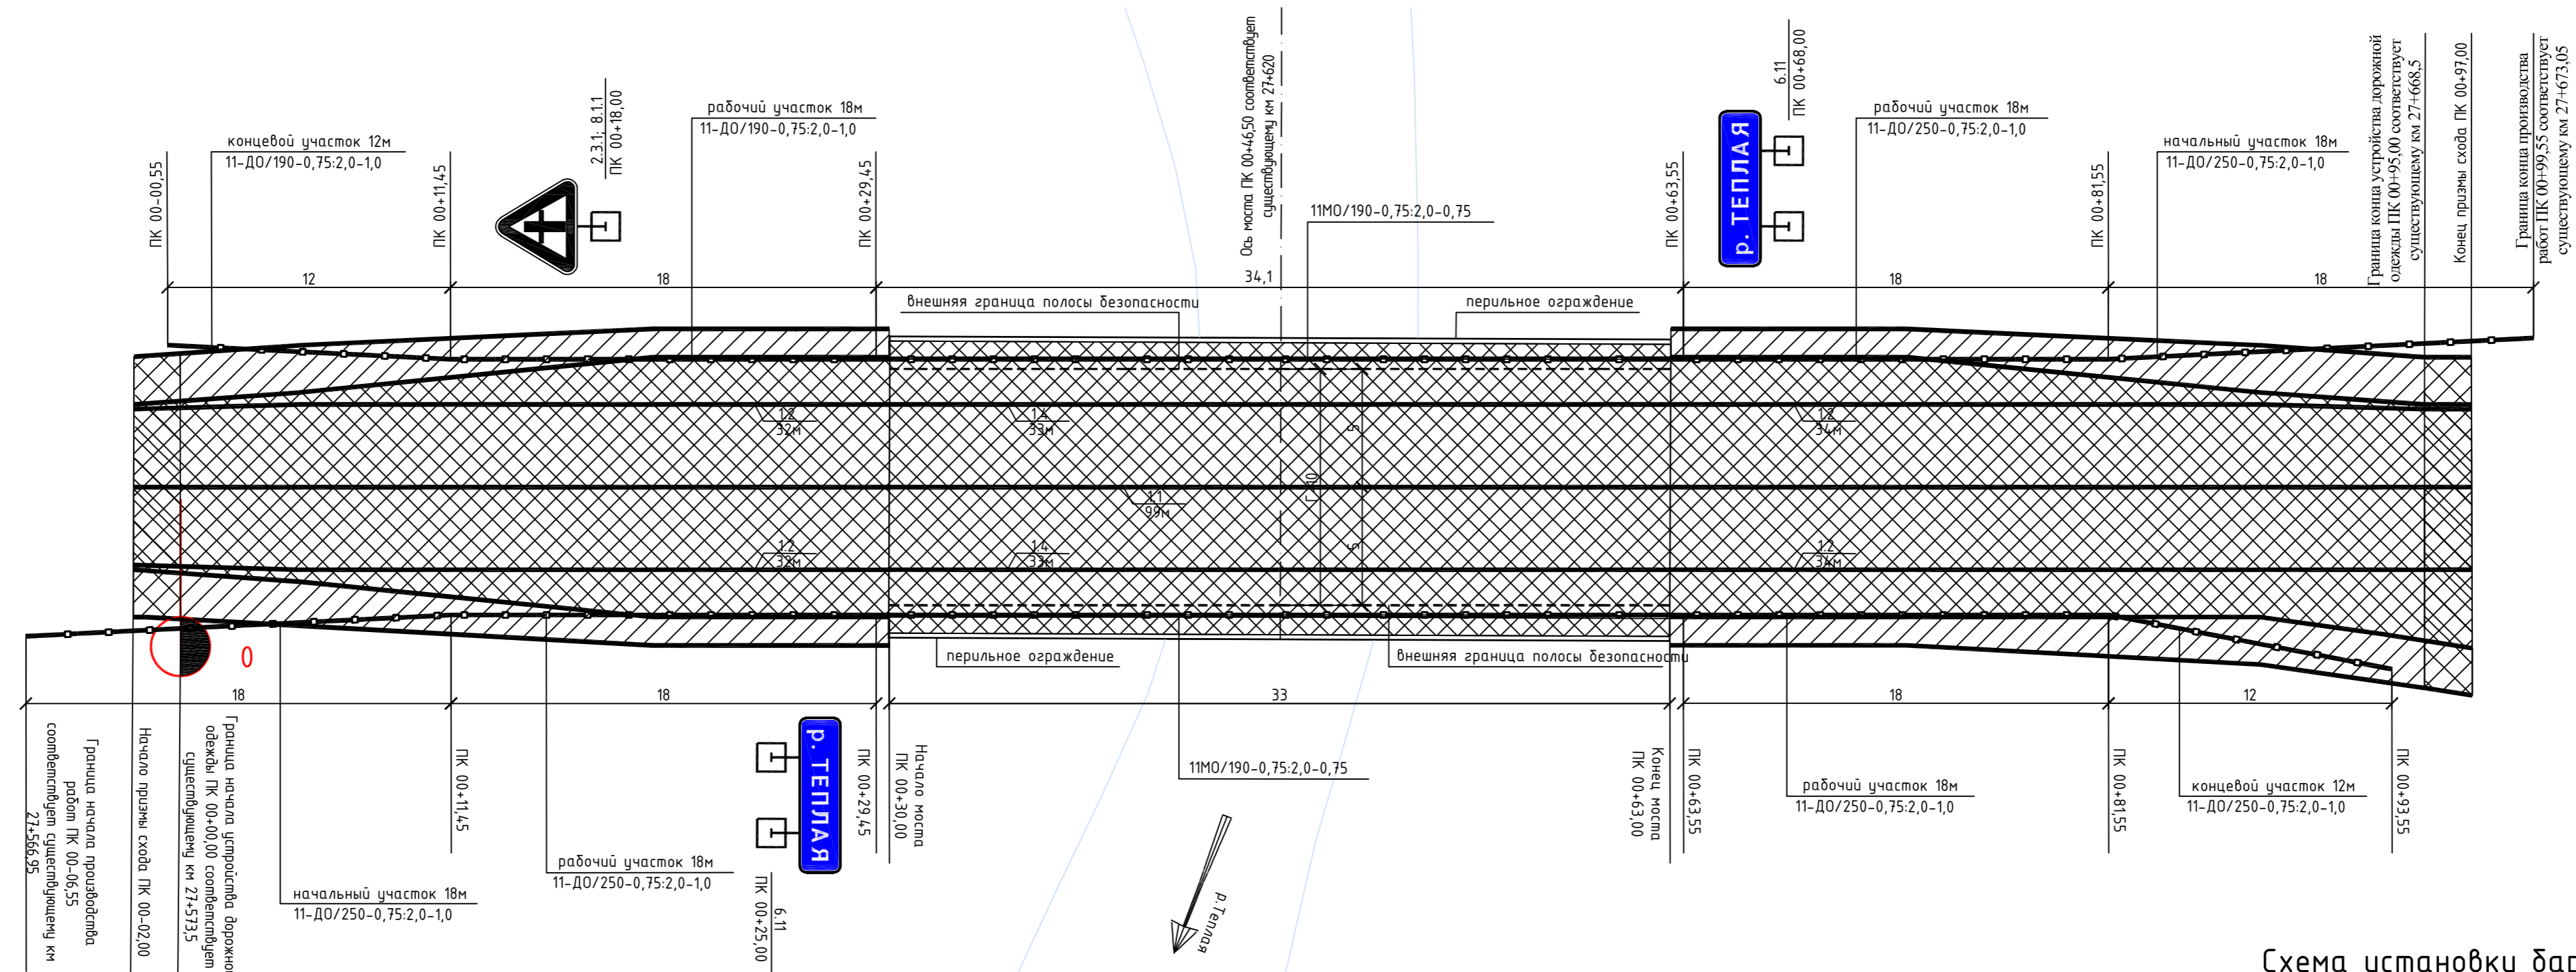 ПК 00-00,55
концевой участок 12м
11-ДО/190-0,75:2,0-1,0
ПК 00+11,45
2.3.1; 8.1.1
ПК 00+18,00
рабочий участок 18м
11-ДО/190-0,75:2,0-1,0
ПК 00+29,45
Ось моста ПК 00+46,50 соответствует
существующему км 27+620
11МО/190-0,75:2,0-0,75
ПК 00+63,55
р. ТЕПЛАЯ
6.11
ПК 00+68,00
рабочий участок 18м
11-ДО/250-0,75:2,0-1,0
ПК 00+81,55
начальный участок 18м
11-ДО/250-0,75:2,0-1,0
Граница конца устройства дорожной
одежды ПК 00+95,00 соответствует
существующему км 27+668,5
Конец призмы схода ПК 00+97,00
Граница конца производства
работ ПК 00+99,55 соответствует
существующему км 27+673,05
12
18
34,1
18
18
внешняя граница полосы безопасности
перильное ограждение
1.2
32м
1.4
33м
1.2
34м
5
Г-10
1.1
99м
1.2
32м
1.4
33м
5
1.2
34м
0
перильное ограждение
внешняя граница полосы безопасности
18
18
33
18
12
Граница начала производства
работ ПК 00-06,55
соответствует существующему км
27+566,95
Начало призмы схода ПК 00-02,00
Граница начала устройства дорожной
одежды ПК 00+00,00 соответствует
существующему км 27+573,5
начальный участок 18м
11-ДО/250-0,75:2,0-1,0
ПК 00+11,45
рабочий участок 18м
11-ДО/250-0,75:2,0-1,0
6.11
ПК 00+25,00
р. ТЕПЛАЯ
ПК 00+29,45
Начало моста
ПК 00+30,00
11МО/190-0,75:2,0-0,75
р.Теплая
Конец моста
ПК 00+63,00
ПК 00+63,55
рабочий участок 18м
11-ДО/250-0,75:2,0-1,0
ПК 00+81,55
концевой участок 12м
11-ДО/250-0,75:2,0-1,0
ПК 00+93,55
Схема установки бар